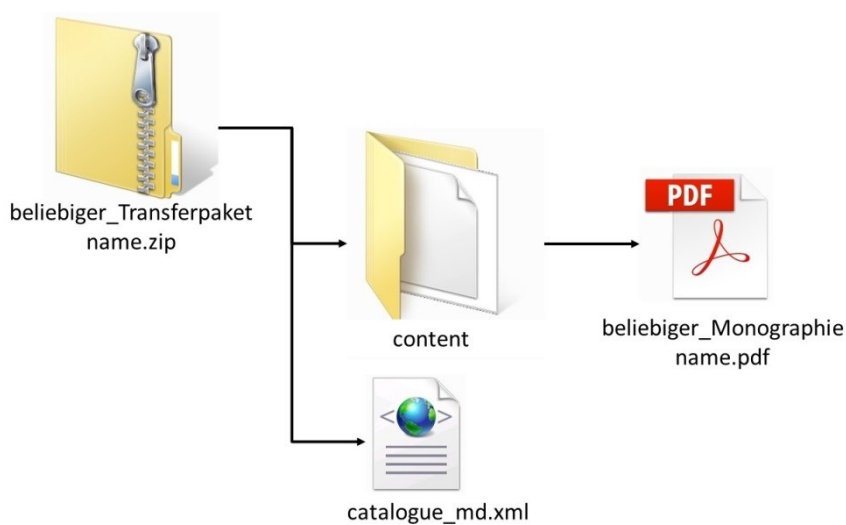 beliebiger_Transferpaket
name.zip
content
PDF
beliebiger_Monographie
name.pdf
catalogue_md.xml